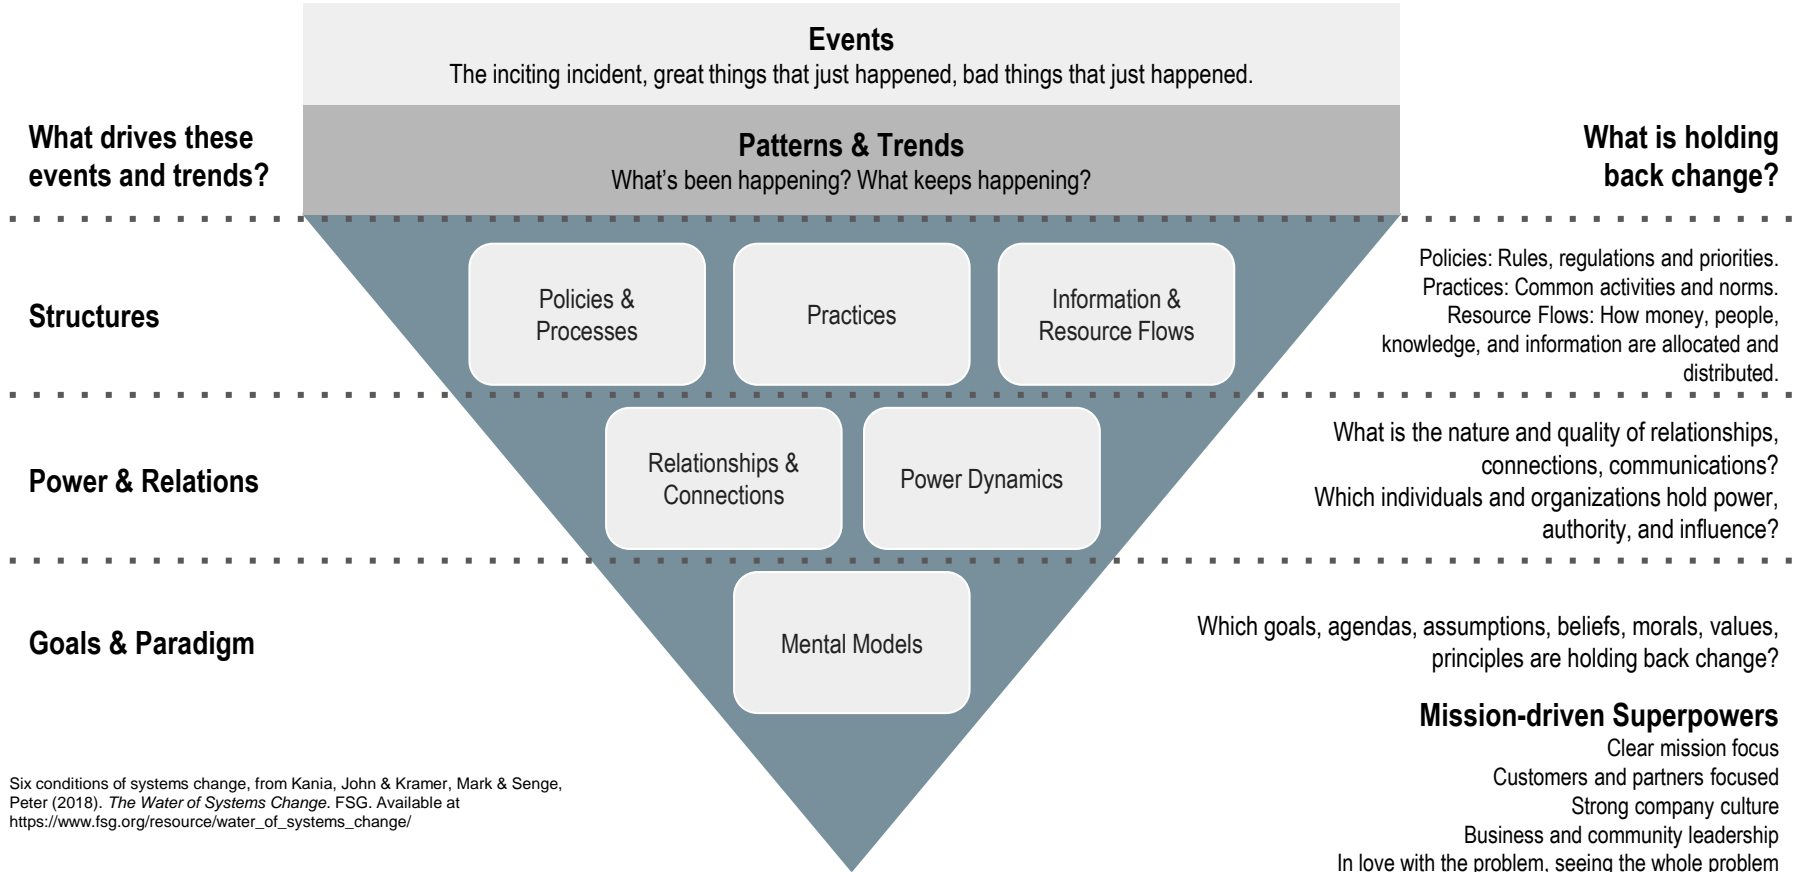 Events
The inciting incident, great things that just happened, bad things that just happened.
What drives these
events and trends?
Patterns & Trends
What’s been happening? What keeps happening?
What is holding
back change?
Structures
Policies &
Processes
Practices
Information &
Resource Flows
Policies: Rules, regulations and priorities.
Practices: Common activities and norms.
Resource Flows: How money, people,
knowledge, and information are allocated and
distributed.
Power & Relations
Relationships &
Connections
Power Dynamics
What is the nature and quality of relationships,
connections, communications?
Which individuals and organizations hold power,
authority, and influence?
Goals & Paradigm
Mental Models
Which goals, agendas, assumptions, beliefs, morals, values,
principles are holding back change?
Mission-driven Superpowers
Clear mission focus
Customers and partners focused
Strong company culture
Business and community leadership
In love with the problem, seeing the whole problem
Six conditions of systems change, from Kania, John & Kramer, Mark & Senge,
Peter (2018). The Water of Systems Change. FSG. Available at
https://www.fsg.org/resource/water_of_systems_change/